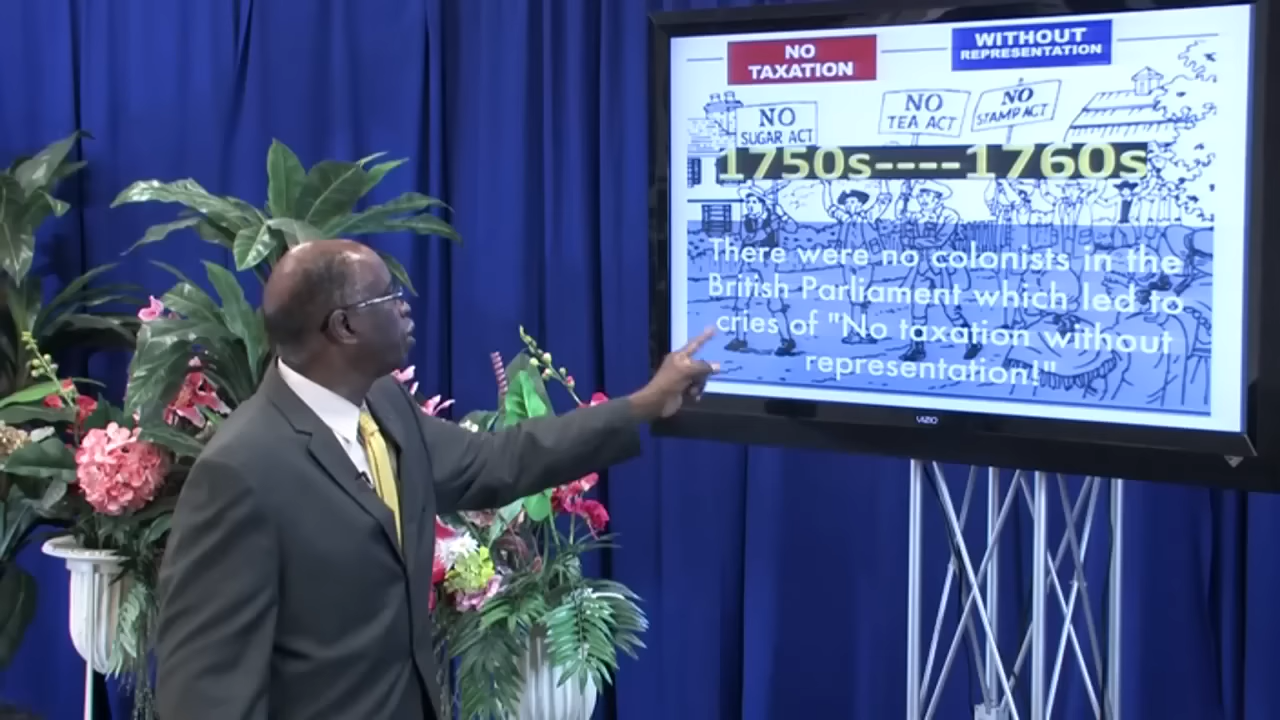 NO
TAXATION
WITHOUT
REPRESENTATION
NO
SUGAR ACT
NO
TEA ACT
NO
STAMP ACT
1750s----1760s
There were no colonists in the
British Parliament which led to
cries of "No taxation without
representation!"
VIZIO